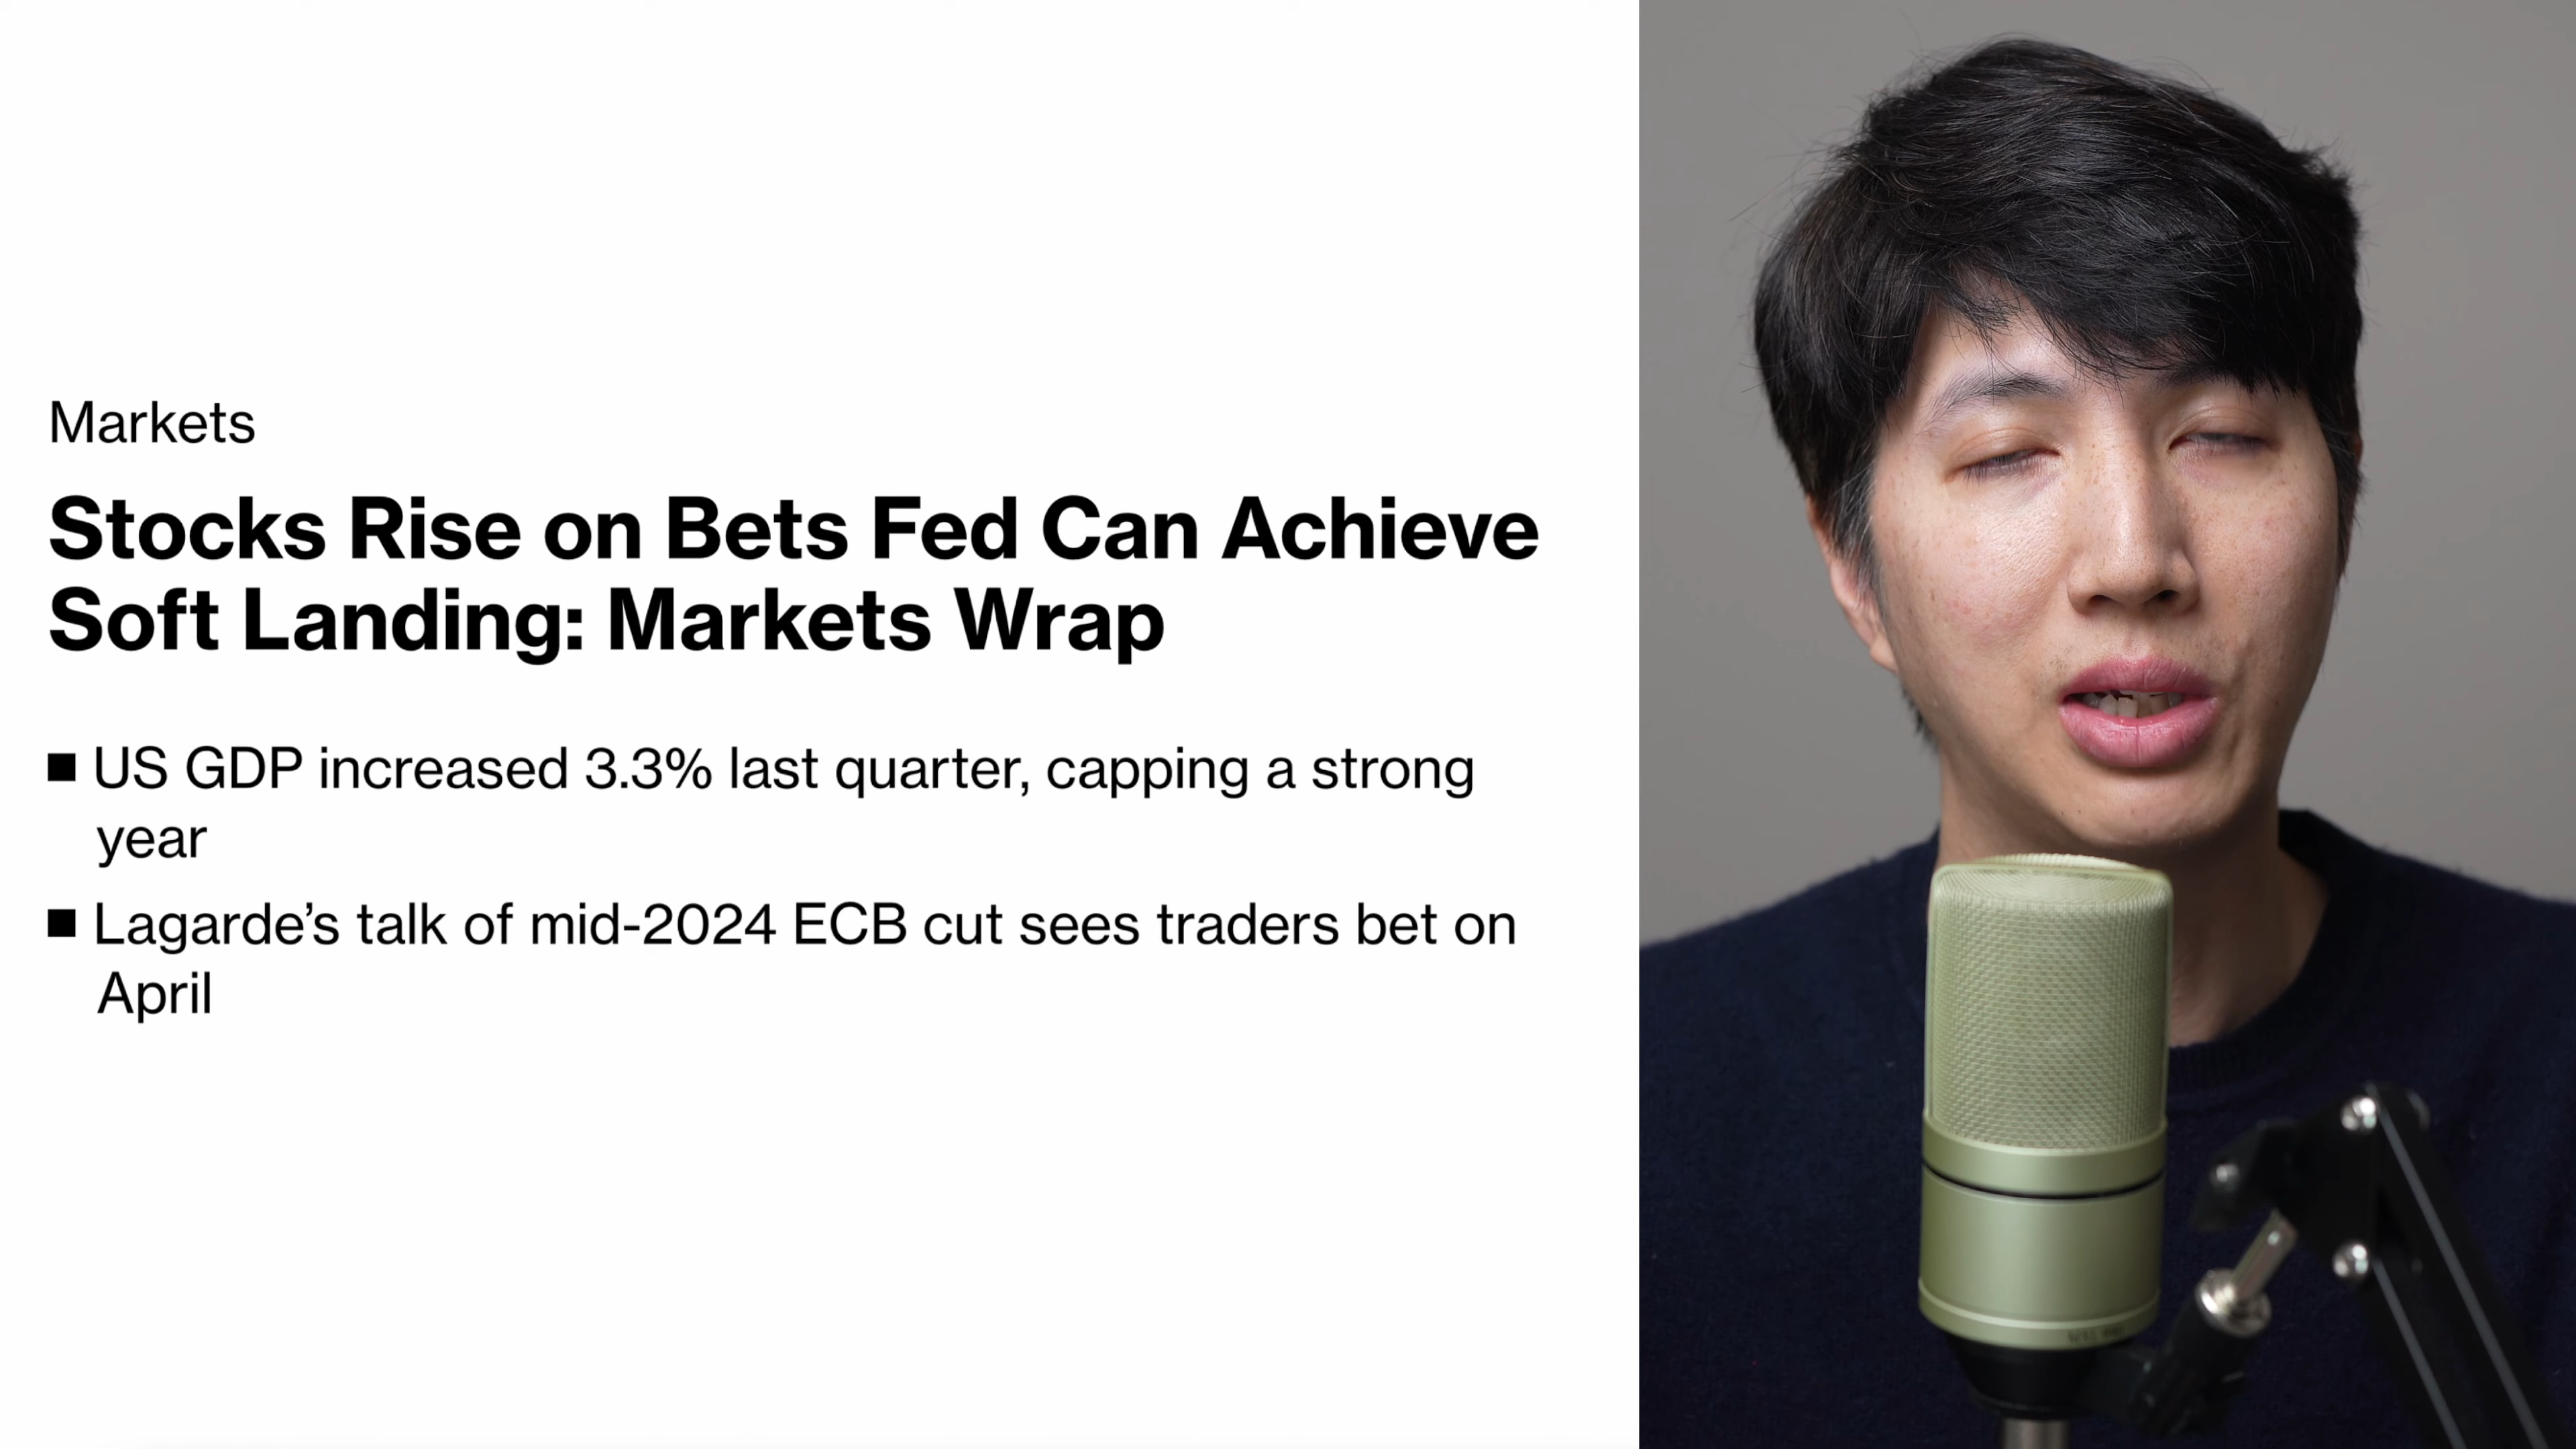 Markets
Stocks Rise on Bets Fed Can Achieve
Soft Landing: Markets Wrap
■ US GDP increased 3.3% last quarter, capping a strong
year
■ Lagarde’s talk of mid-2024 ECB cut sees traders bet on
April